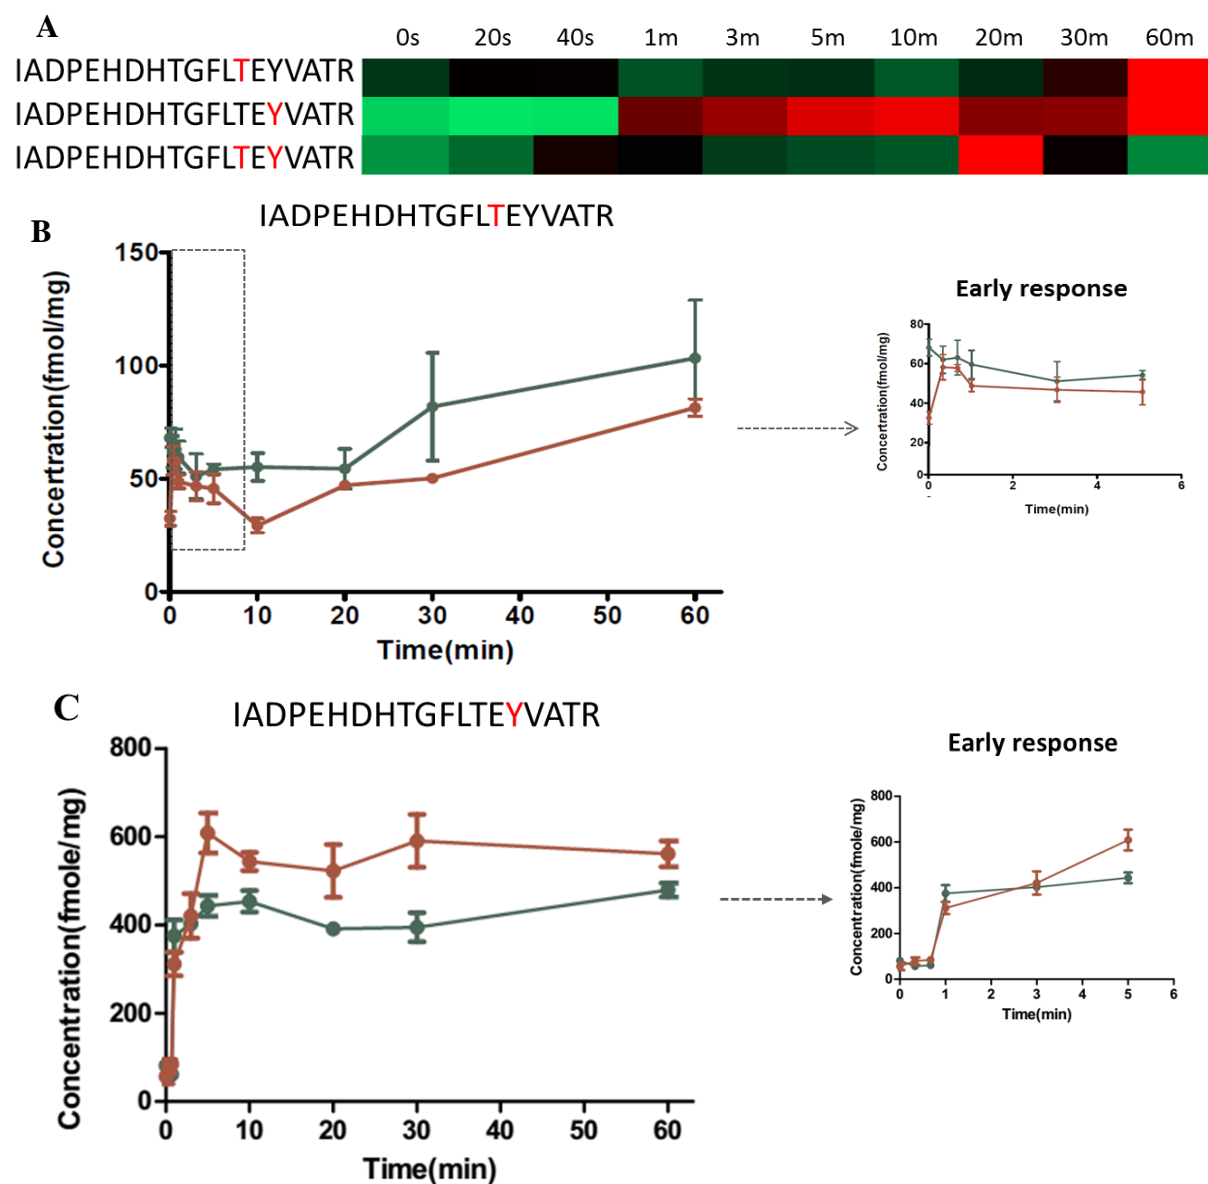 A
0s 20s 40s 1m 3m 5m 10m 20m 30m 60m
IADPEHDHTGFLTEYVATR
IADPEHDHTGFLTEYVATR
IADPEHDHTGFLTEYVATR
B
IADPEHDHTGFLTEYVATR
Concertration(fmol/mg)
150
100
50
0
0 10 20 30 40 50 60
Time(min)
Early response
Concertration(fmol/mg)
80
60
40
20
0
0 2 4 6
Time(min)
C
IADPEHDHTGFLTEYVATR
Concentration(fmole/mg)
800
600
400
200
0
0 10 20 30 40 50 60
Time(min)
Early response
Concentration(fmole/mg)
800
600
400
200
0
0 1 2 3 4 5 6
Time(min)